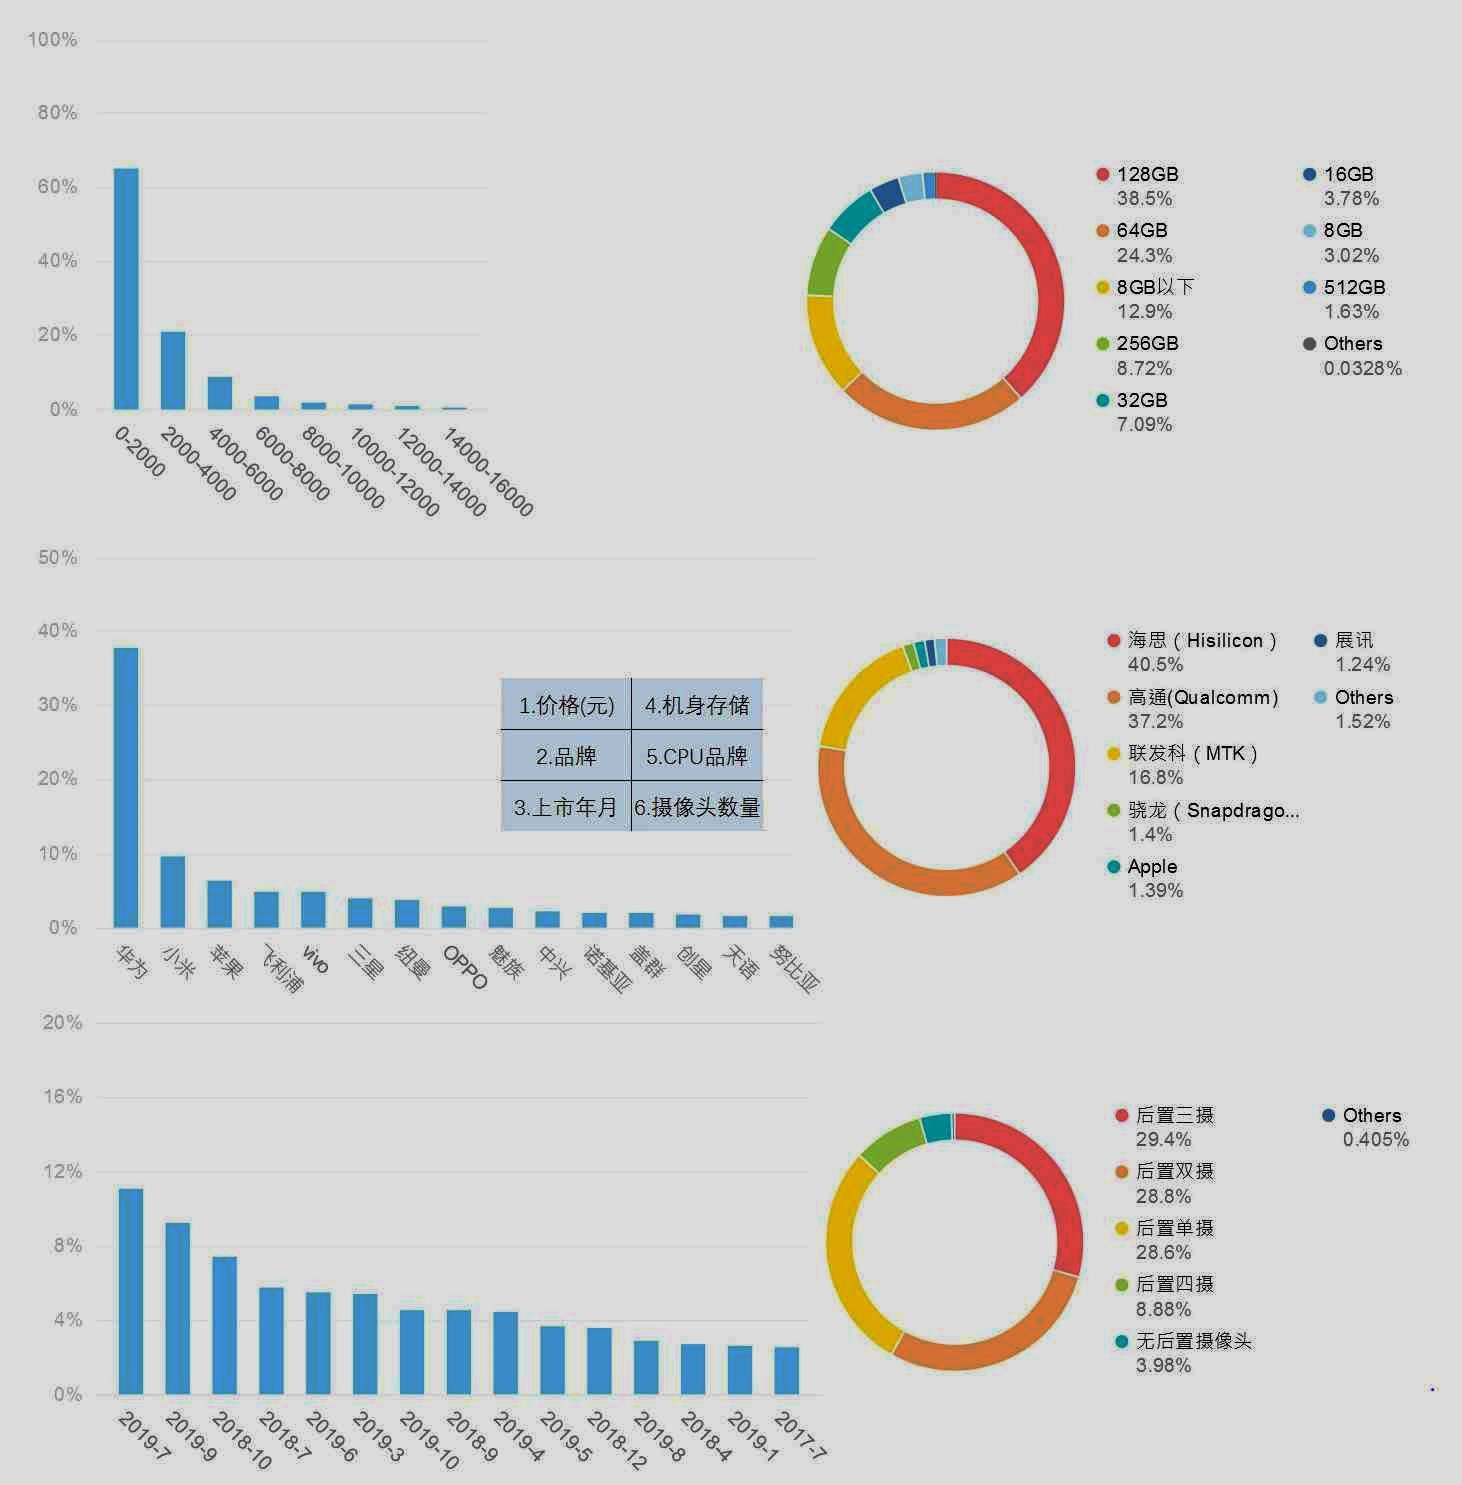 100%
80%
60%
40%
20%
0%
0-2000
2000-4000
4000-6000
6000-8000
8000-10000
10000-12000
12000-14000
14000-16000
128GB
38.5%
64GB
24.3%
8GB以下
12.9%
256GB
8.72%
32GB
7.09%
16GB
3.78%
8GB
3.02%
512GB
1.63%
Others
0.0328%
50%
40%
30%
20%
10%
0%
华为
小米
苹果
飞利浦
vivo
三星
纽曼
OPPO
魅族
中兴
诺基亚
盖群
创星
天语
努比亚
1.价格(元)
4.机身存储
2.品牌
5.CPU品牌
3.上市年月
6.摄像头数量
海思（Hisilicon）
40.5%
高通(Qualcomm)
37.2%
联发科（MTK）
16.8%
骁龙（Snapdrago...
1.4%
Apple
1.39%
展讯
1.24%
Others
1.52%
20%
16%
12%
8%
4%
0%
2019-7
2019-9
2018-10
2018-7
2019-6
2019-3
2019-10
2018-9
2019-4
2019-5
2018-12
2019-8
2018-4
2019-1
2017-7
后置三摄
29.4%
后置双摄
28.8%
后置单摄
28.6%
后置四摄
8.88%
无后置摄像头
3.98%
Others
0.405%